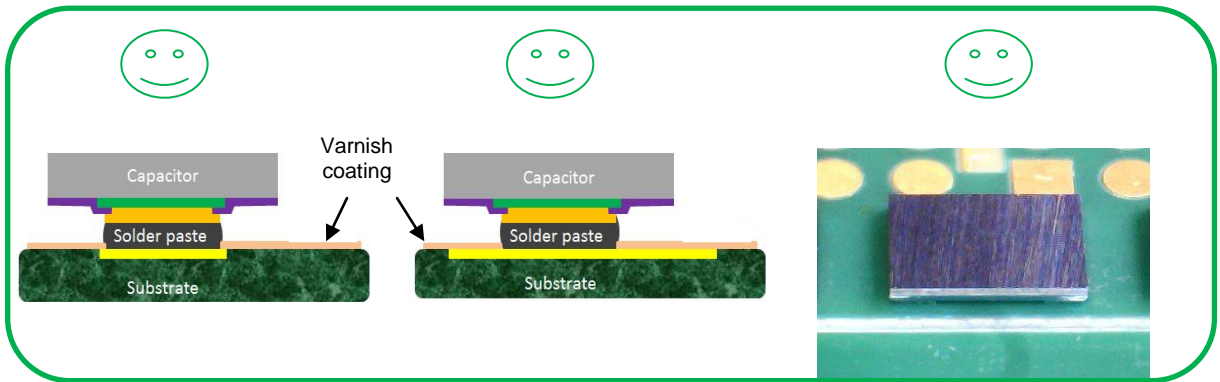 Varnish
coating
Capacitor
Solder paste
Substrate
Capacitor
Solder paste
Substrate